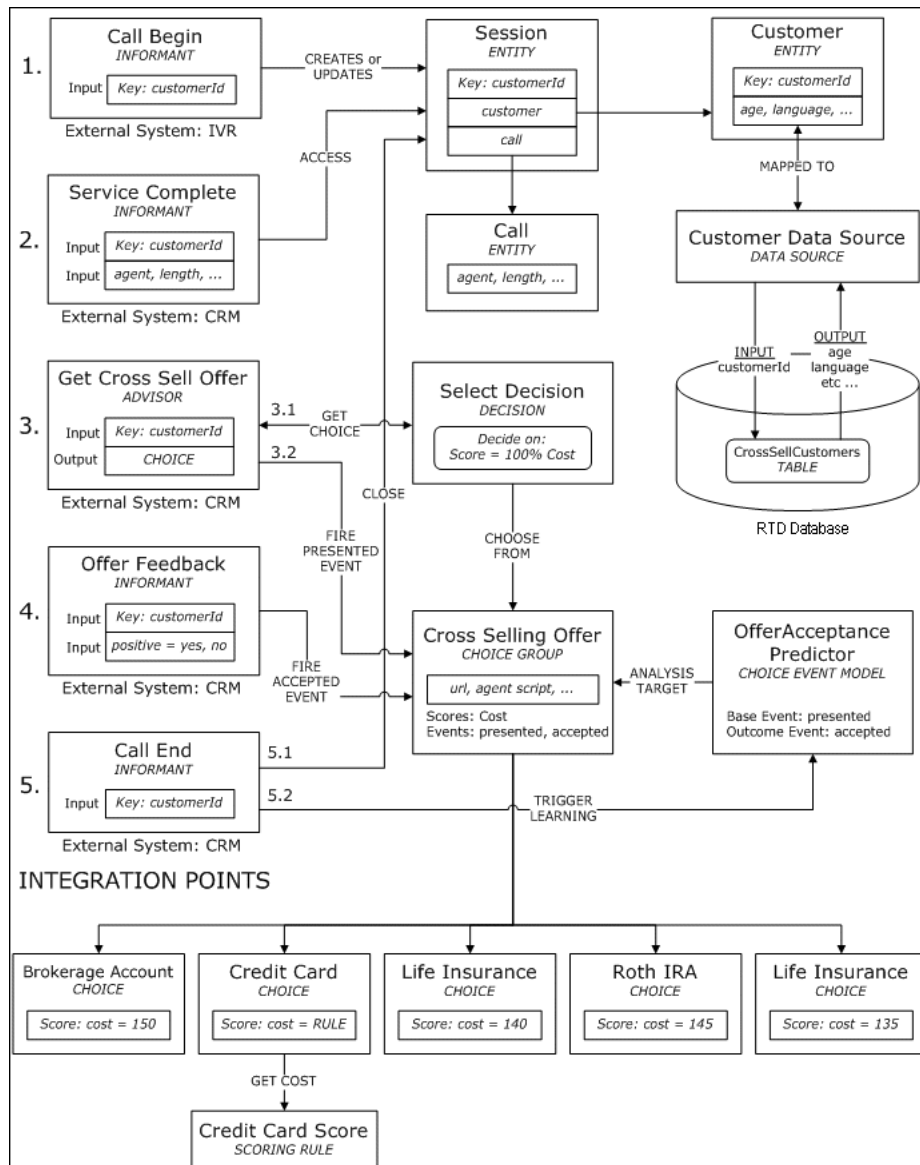 1.
Call Begin
INFORMANT
Input
Key: customerId
External System: IVR
CREATES or
UPDATES
Session
ENTITY
Key: customerId
customer
call
Customer
ENTITY
Key: customerId
age, language, ...
ACCESS
MAPPED TO
2.
Service Complete
INFORMANT
Input
Key: customerId
Input
agent, length, ...
External System: CRM
Call
ENTITY
agent, length, ...
Customer Data Source
DATA SOURCE
INPUT
customerId
OUTPUT
age
language
etc ...
CrossSellCustomers
TABLE
RTD Database
3.
Get Cross Sell Offer
ADVISOR
Input
Key: customerId
Output
CHOICE
External System: CRM
3.1
GET
CHOICE
3.2
Select Decision
DECISION
Decide on:
Score = 100% Cost
CLOSE
FIRE
PRESENTED
EVENT
CHOOSE
FROM
4.
Offer Feedback
INFORMANT
Input
Key: customerId
Input
positive = yes, no
External System: CRM
FIRE
ACCEPTED
EVENT
Cross Selling Offer
CHOICE GROUP
url, agent script, ...
Scores: Cost
Events: presented, accepted
ANALYSIS
TARGET
OfferAcceptance
Predictor
CHOICE EVENT MODEL
Base Event: presented
Outcome Event: accepted
5.
Call End
INFORMANT
Input
Key: customerId
External System: CRM
5.1
5.2
TRIGGER
LEARNING
INTEGRATION POINTS
Brokerage Account
CHOICE
Score: cost = 150
Credit Card
CHOICE
Score: cost = RULE
Life Insurance
CHOICE
Score: cost = 140
Roth IRA
CHOICE
Score: cost = 145
Life Insurance
CHOICE
Score: cost = 135
GET COST
Credit Card Score
SCORING RULE